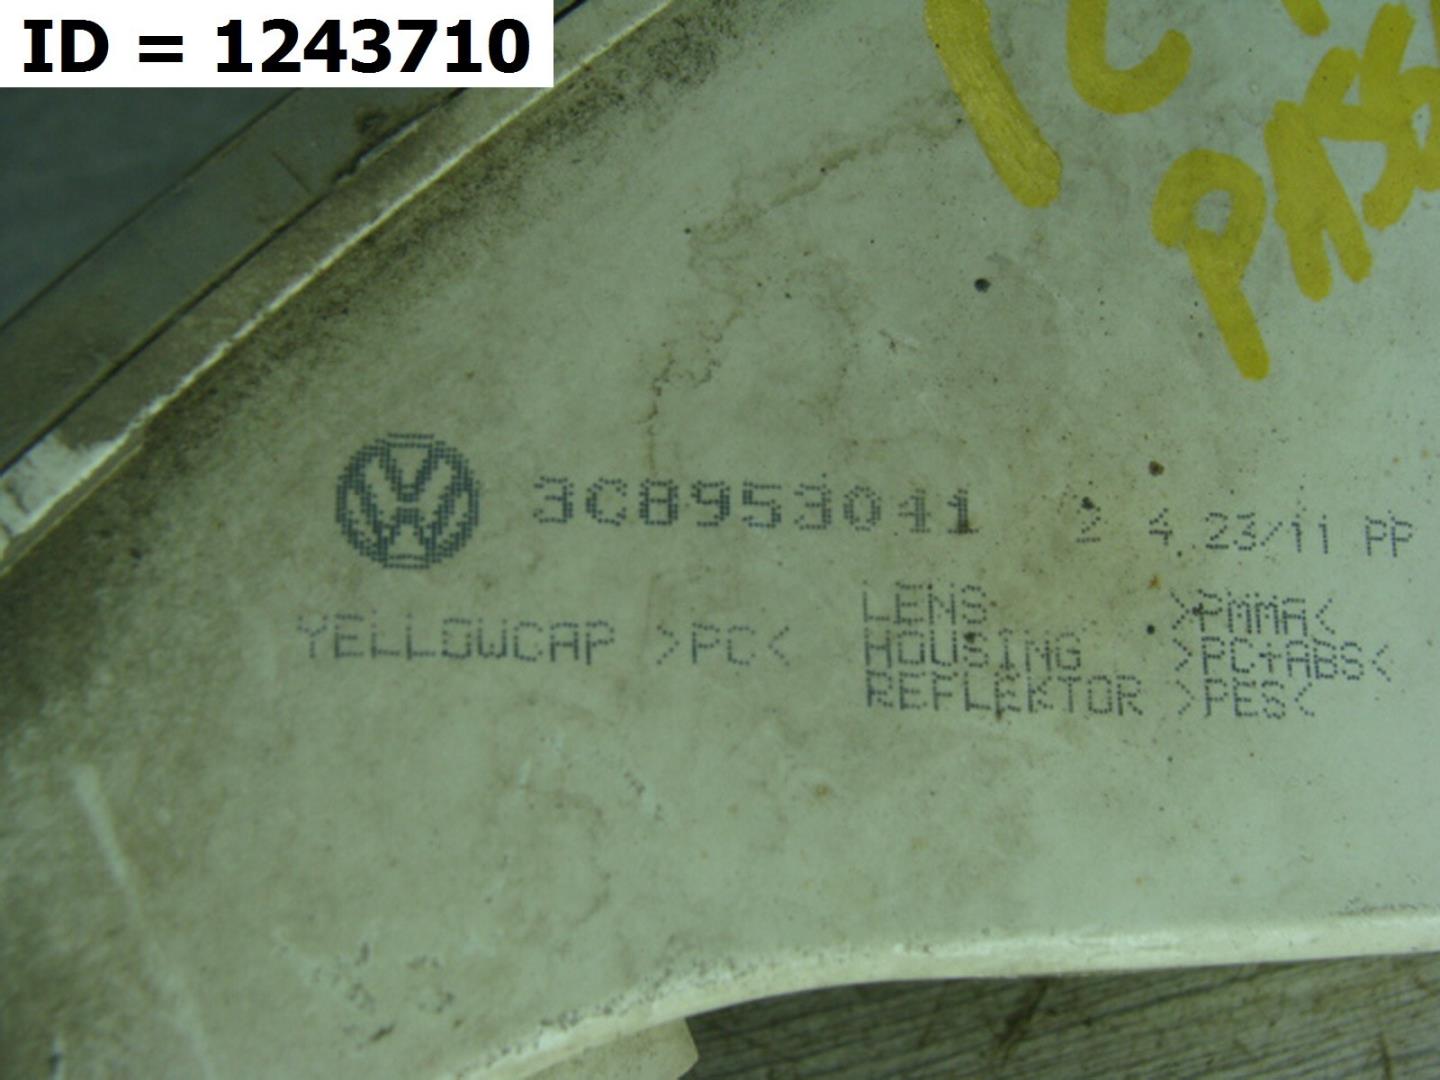 ID = 1243710
3C8953041 2 4 23/11 PP
YELLOWCAP >PC<
LENS >PMMA<
HOUSING >PC+ABS<
REFLEKTOR >PES<